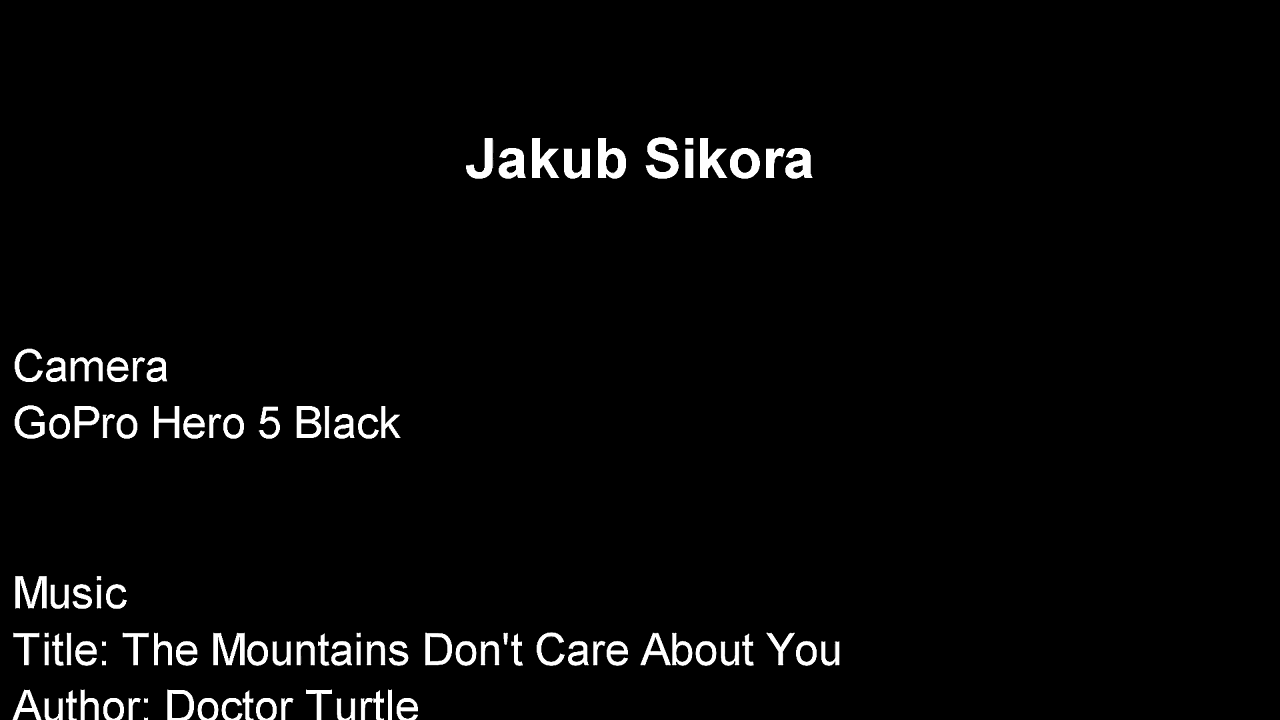 Jakub Sikora
Camera
GoPro Hero 5 Black
Music
Title: The Mountains Don't Care About You
Author: Doctor Turtle